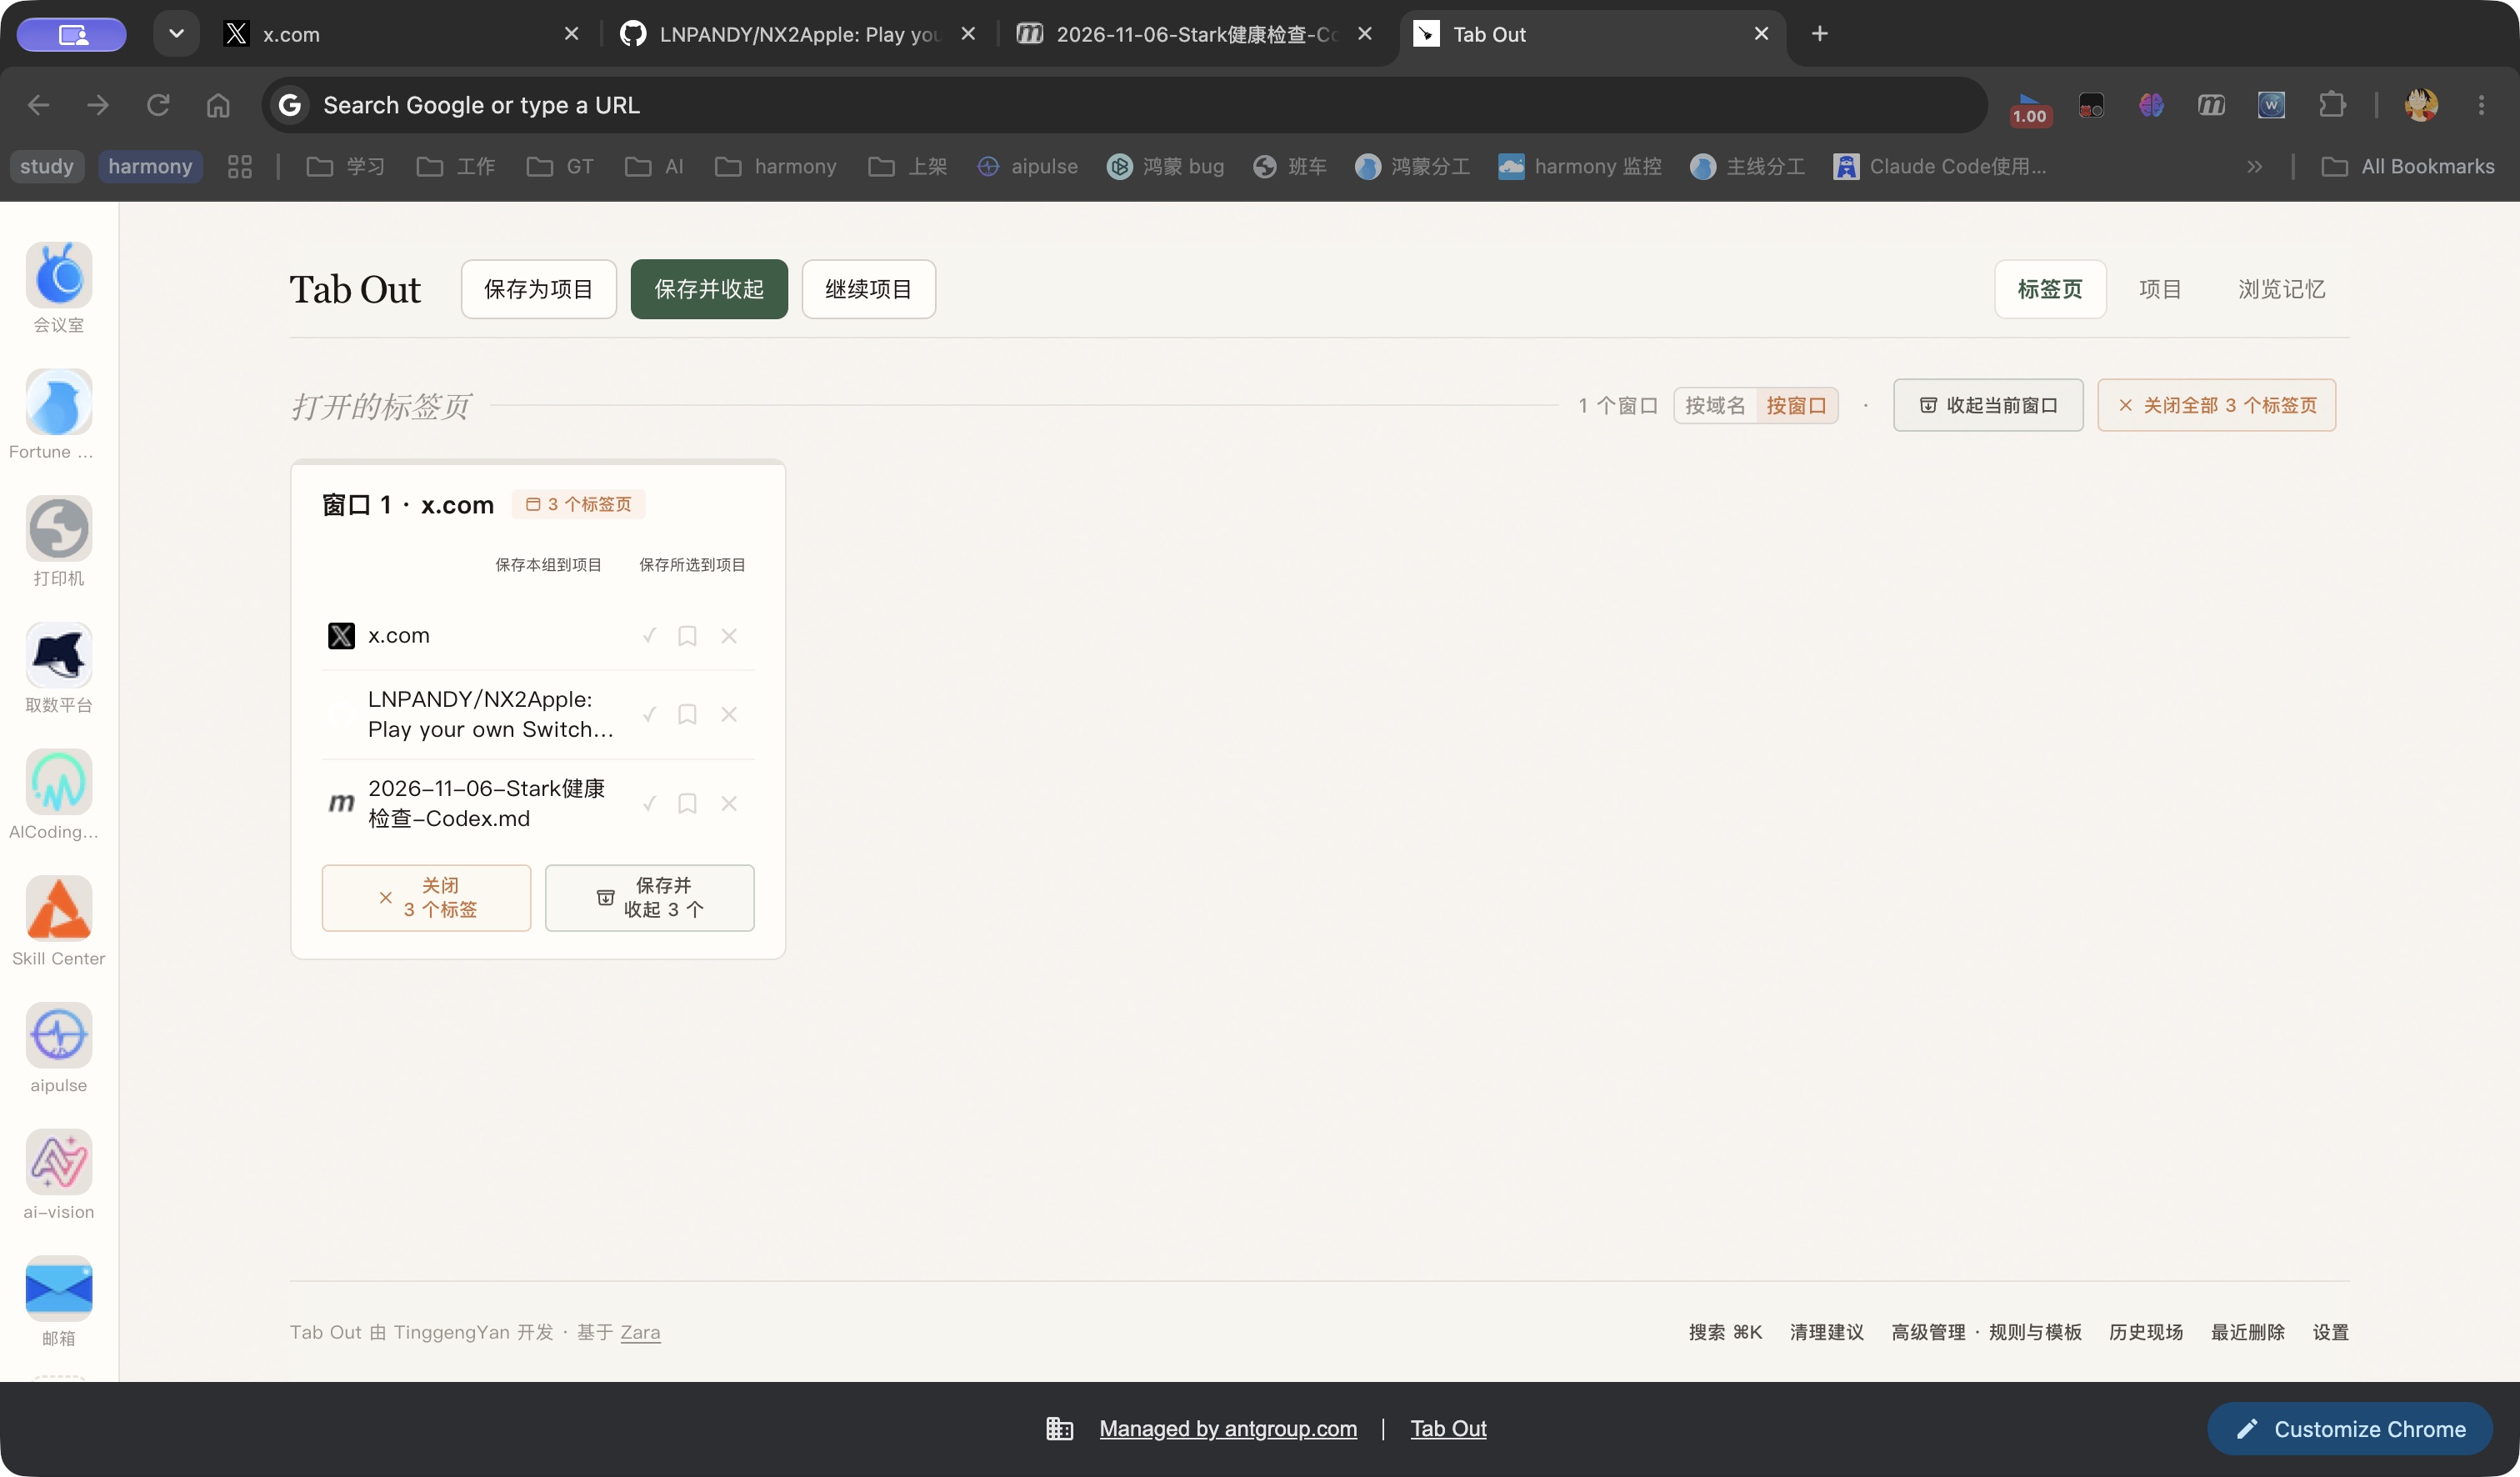 x.com
LNPANDY/NX2Apple: Play you
2026-11-06-Stark健康检查-Co
Tab Out
Search Google or type a URL
1.00
study
harmony
学习
工作
GT
AI
harmony
上架
aipulse
鸿蒙 bug
班车
鸿蒙分工
harmony 监控
主线分工
Claude Code使用...
All Bookmarks
会议室
Fortune ...
打印机
取数平台
AICoding...
Skill Center
aipulse
ai-vision
邮箱
Tab Out
保存为项目
保存并收起
继续项目
标签页
项目
浏览记忆
打开的标签页
1 个窗口
按域名
按窗口
·
收起当前窗口
关闭全部 3 个标签页
窗口 1 · x.com
3 个标签页
保存本组到项目
保存所选到项目
x.com
LNPANDY/NX2Apple:
Play your own Switch...
2026-11-06-Stark健康
检查-Codex.md
关闭
3 个标签
保存并
收起 3 个
Tab Out 由 TinggengYan 开发 · 基于 Zara
搜索 ⌘K
清理建议
高级管理 · 规则与模板
历史现场
最近删除
设置
Managed by antgroup.com | Tab Out
Customize Chrome